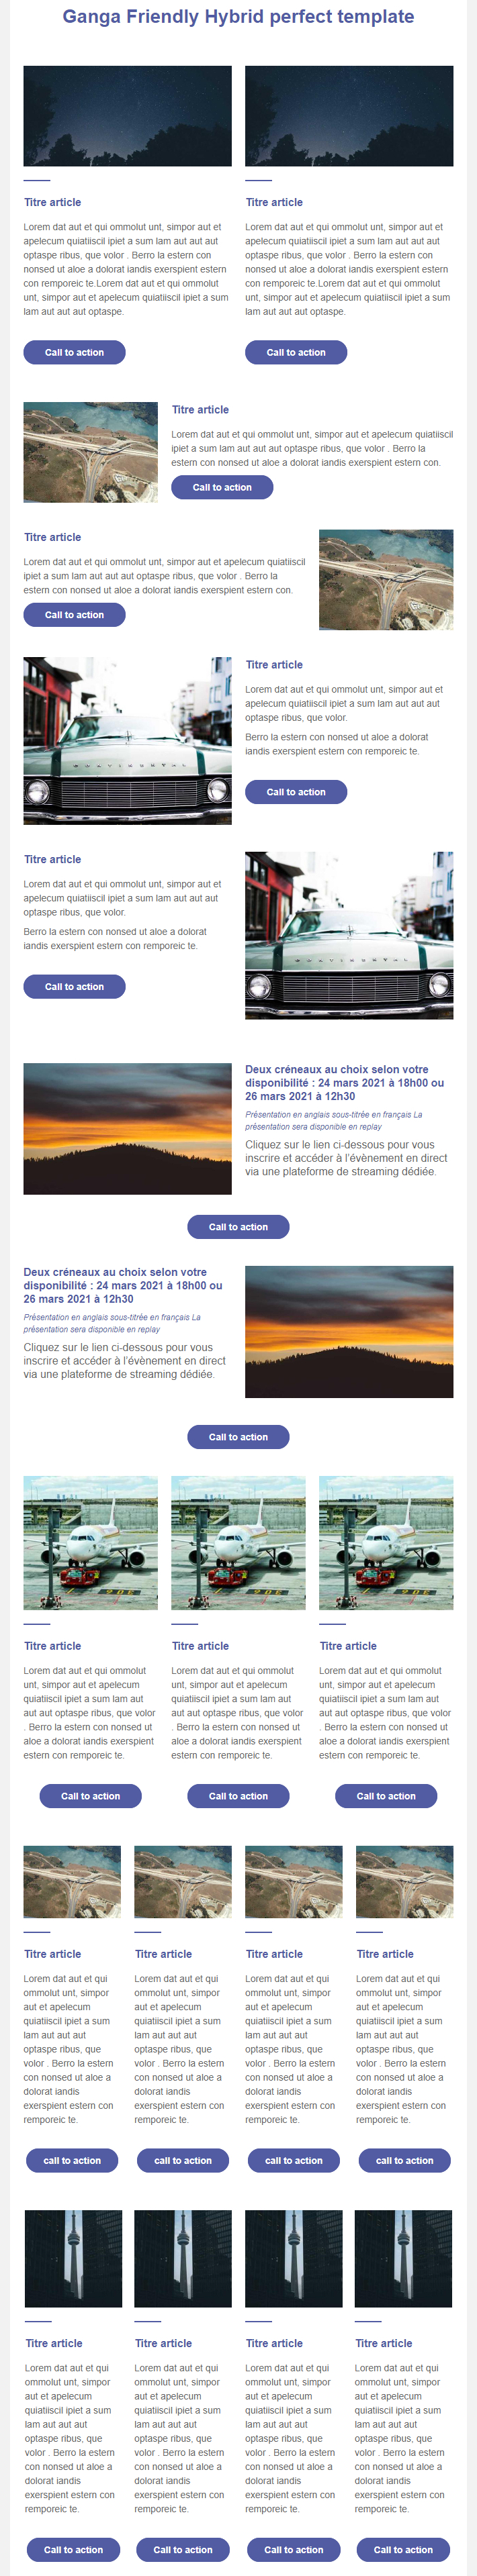 Ganga Friendly Hybrid perfect template
Titre article
Lorem dat aut et qui ommolut unt, simpor aut et
apelecum quiatiiscil ipiet a sum lam aut aut aut
optaspe ribus, que volor . Berro la estern con
nonsed ut aloe a dolorat iandis exerspient estern
con remporeic te.Lorem dat aut et qui ommolut
unt, simpor aut et apelecum quiatiiscil ipiet a sum
lam aut aut aut optaspe.
Call to action
Titre article
Lorem dat aut et qui ommolut unt, simpor aut et
apelecum quiatiiscil ipiet a sum lam aut aut aut
optaspe ribus, que volor . Berro la estern con
nonsed ut aloe a dolorat iandis exerspient estern
con remporeic te.Lorem dat aut et qui ommolut
unt, simpor aut et apelecum quiatiiscil ipiet a sum
lam aut aut aut optaspe.
Call to action
Titre article
Lorem dat aut et qui ommolut unt, simpor aut et apelecum quiatiiscil
ipiet a sum lam aut aut aut optaspe ribus, que volor . Berro la
estern con nonsed ut aloe a dolorat iandis exerspient estern con.
Call to action
Titre article
Lorem dat aut et qui ommolut unt, simpor aut et apelecum quiatiiscil
ipiet a sum lam aut aut aut optaspe ribus, que volor . Berro la
estern con nonsed ut aloe a dolorat iandis exerspient estern con.
Call to action
Titre article
Lorem dat aut et qui ommolut unt, simpor aut et
apelecum quiatiiscil ipiet a sum lam aut aut aut
optaspe ribus, que volor.
Berro la estern con nonsed ut aloe a dolorat
iandis exerspient estern con remporeic te.
Call to action
Titre article
Lorem dat aut et qui ommolut unt, simpor aut et
apelecum quiatiiscil ipiet a sum lam aut aut aut
optaspe ribus, que volor.
Berro la estern con nonsed ut aloe a dolorat
iandis exerspient estern con remporeic te.
Call to action
Deux créneaux au choix selon votre
disponibilité : 24 mars 2021 à 18h00 ou
26 mars 2021 à 12h30
Présentation en anglais sous-titrée en français La
présentation sera disponible en replay
Cliquez sur le lien ci-dessous pour vous
inscrire et accéder à l'évènement en direct
via une plateforme de streaming dédiée.
Call to action
Deux créneaux au choix selon votre
disponibilité : 24 mars 2021 à 18h00 ou
26 mars 2021 à 12h30
Présentation en anglais sous-titrée en français La
présentation sera disponible en replay
Cliquez sur le lien ci-dessous pour vous
inscrire et accéder à l'évènement en direct
via une plateforme de streaming dédiée.
Call to action
Titre article
Lorem dat aut et qui ommolut
unt, simpor aut et apelecum
quiatiiscil ipiet a sum lam aut
aut aut optaspe ribus, que volor
. Berro la estern con nonsed ut
aloe a dolorat iandis exerspient
estern con remporeic te.
Call to action
Titre article
Lorem dat aut et qui ommolut
unt, simpor aut et apelecum
quiatiiscil ipiet a sum lam aut
aut aut optaspe ribus, que volor
. Berro la estern con nonsed ut
aloe a dolorat iandis exerspient
estern con remporeic te.
Call to action
Titre article
Lorem dat aut et qui ommolut
unt, simpor aut et apelecum
quiatiiscil ipiet a sum lam aut
aut aut optaspe ribus, que volor
. Berro la estern con nonsed ut
aloe a dolorat iandis exerspient
estern con remporeic te.
Call to action
Titre article
Lorem dat aut et qui
ommolut unt, simpor
aut et apelecum
quiatiiscil ipiet a sum
lam aut aut aut
optaspe ribus, que
volor . Berro la estern
con nonsed ut aloe a
dolorat iandis
exerspient estern con
remporeic te.
call to action
Titre article
Lorem dat aut et qui
ommolut unt, simpor
aut et apelecum
quiatiiscil ipiet a sum
lam aut aut aut
optaspe ribus, que
volor . Berro la estern
con nonsed ut aloe a
dolorat iandis
exerspient estern con
remporeic te.
call to action
Titre article
Lorem dat aut et qui
ommolut unt, simpor
aut et apelecum
quiatiiscil ipiet a sum
lam aut aut aut
optaspe ribus, que
volor . Berro la estern
con nonsed ut aloe a
dolorat iandis
exerspient estern con
remporeic te.
call to action
Titre article
Lorem dat aut et qui
ommolut unt, simpor
aut et apelecum
quiatiiscil ipiet a sum
lam aut aut aut
optaspe ribus, que
volor . Berro la estern
con nonsed ut aloe a
dolorat iandis
exerspient estern con
remporeic te.
call to action
Titre article
Lorem dat aut et qui
ommolut unt, simpor
aut et apelecum
quiatiiscil ipiet a sum
lam aut aut aut
optaspe ribus, que
volor . Berro la estern
con nonsed ut aloe a
dolorat iandis
exerspient estern con
remporeic te.
Call to action
Titre article
Lorem dat aut et qui
ommolut unt, simpor
aut et apelecum
quiatiiscil ipiet a sum
lam aut aut aut
optaspe ribus, que
volor . Berro la estern
con nonsed ut aloe a
dolorat iandis
exerspient estern con
remporeic te.
Call to action
Titre article
Lorem dat aut et qui
ommolut unt, simpor
aut et apelecum
quiatiiscil ipiet a sum
lam aut aut aut
optaspe ribus, que
volor . Berro la estern
con nonsed ut aloe a
dolorat iandis
exerspient estern con
remporeic te.
Call to action
Titre article
Lorem dat aut et qui
ommolut unt, simpor
aut et apelecum
quiatiiscil ipiet a sum
lam aut aut aut
optaspe ribus, que
volor . Berro la estern
con nonsed ut aloe a
dolorat iandis
exerspient estern con
remporeic te.
Call to action